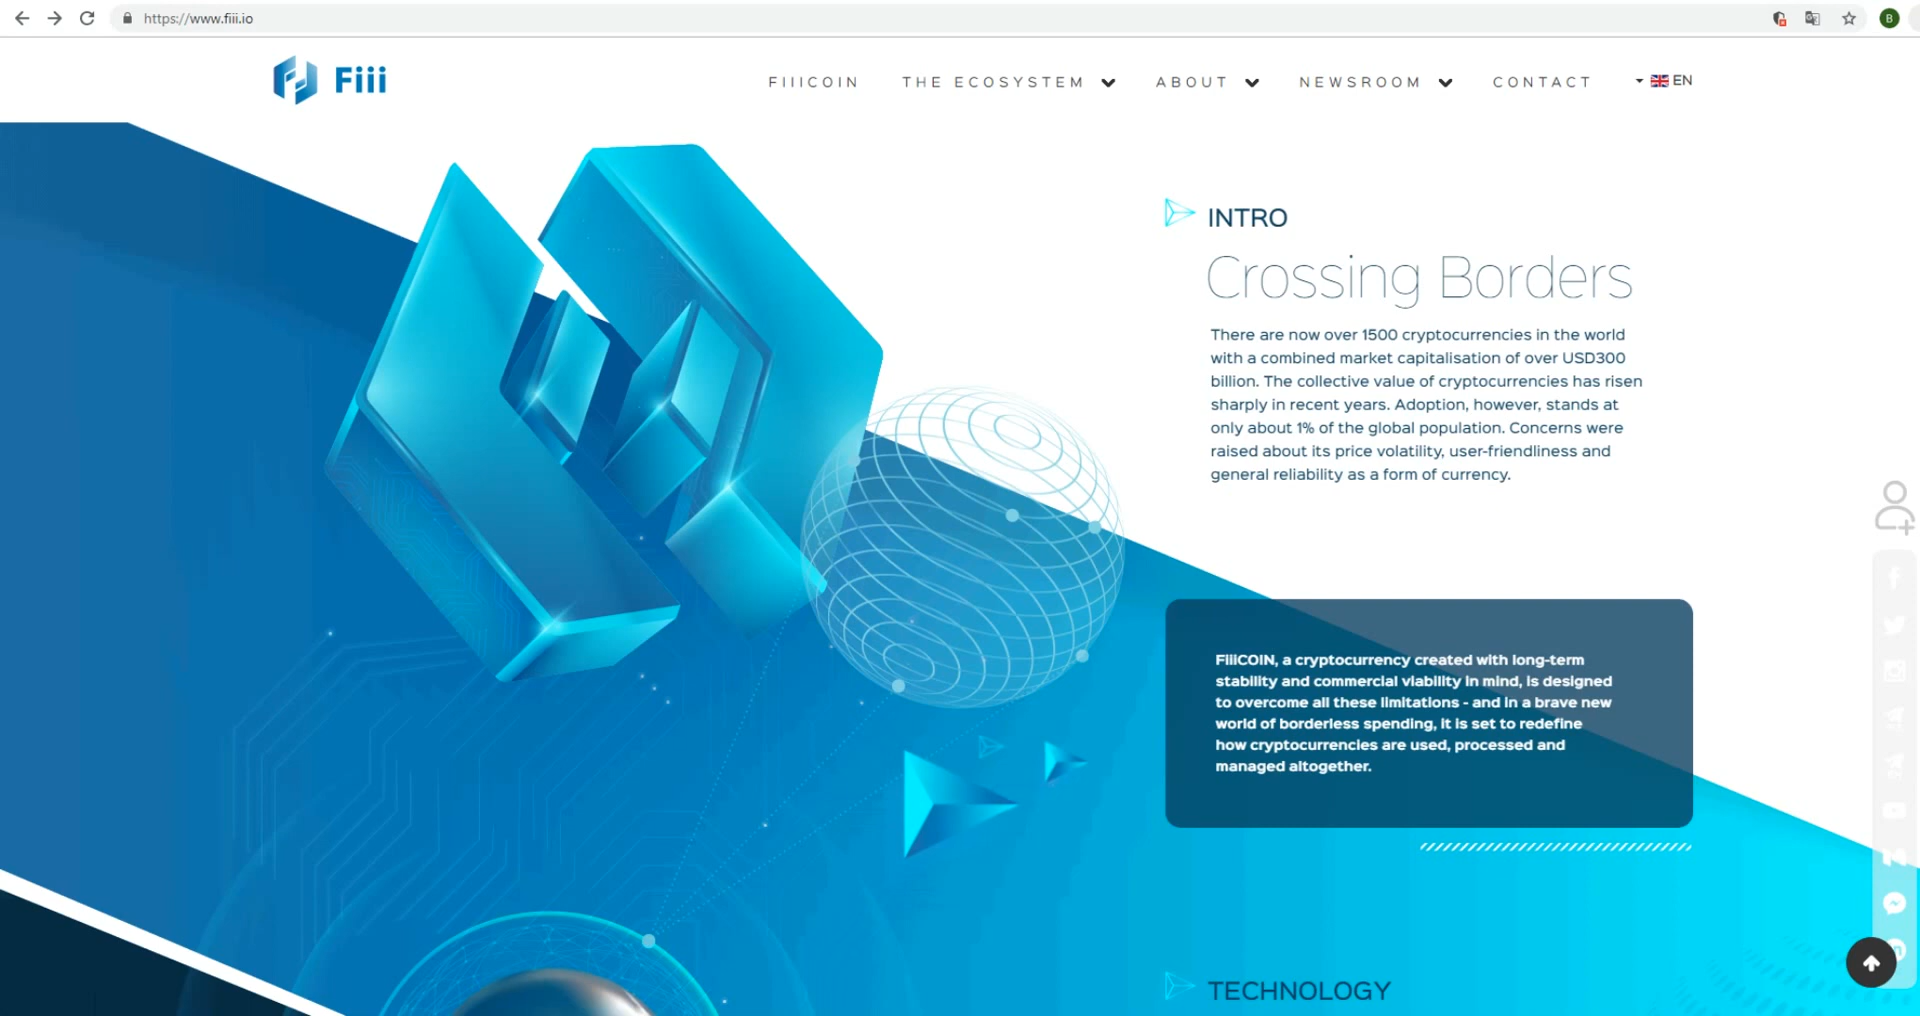 https://www.fiii.io
B
Fiii
FIIICOIN THE ECOSYSTEM ABOUT NEWSROOM CONTACT EN
INTRO
Crossing Borders
There are now over 1500 cryptocurrencies in the world
with a combined market capitalisation of over USD300
billion. The collective value of cryptocurrencies has risen
sharply in recent years. Adoption, however, stands at
only about 1% of the global population. Concerns were
raised about its price volatility, user-friendliness and
general reliability as a form of currency.
FiiiCOIN, a cryptocurrency created with long-term
stability and commercial viability in mind, is designed
to overcome all these limitations - and in a brave new
world of borderless spending, it is set to redefine
how cryptocurrencies are used, processed and
managed altogether.
TECHNOLOGY